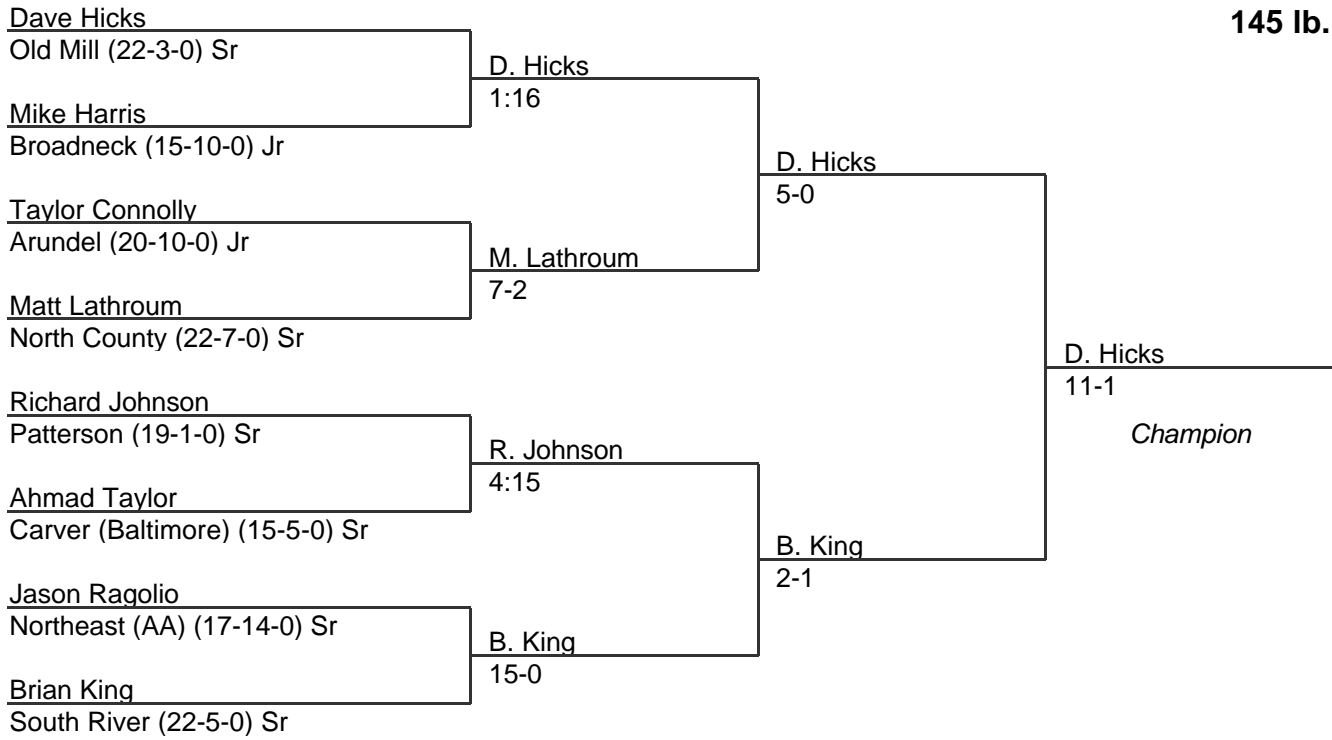 145 lb.
Dave Hicks
Old Mill (22-3-0) Sr
D. Hicks
1:16
Mike Harris
Broadneck (15-10-0) Jr
D. Hicks
5-0
Taylor Connolly
Arundel (20-10-0) Jr
M. Lathroum
7-2
Matt Lathroum
North County (22-7-0) Sr
D. Hicks
11-1
Champion
Richard Johnson
Patterson (19-1-0) Sr
R. Johnson
4:15
Ahmad Taylor
Carver (Baltimore) (15-5-0) Sr
B. King
2-1
Jason Ragolio
Northeast (AA) (17-14-0) Sr
B. King
15-0
Brian King
South River (22-5-0) Sr